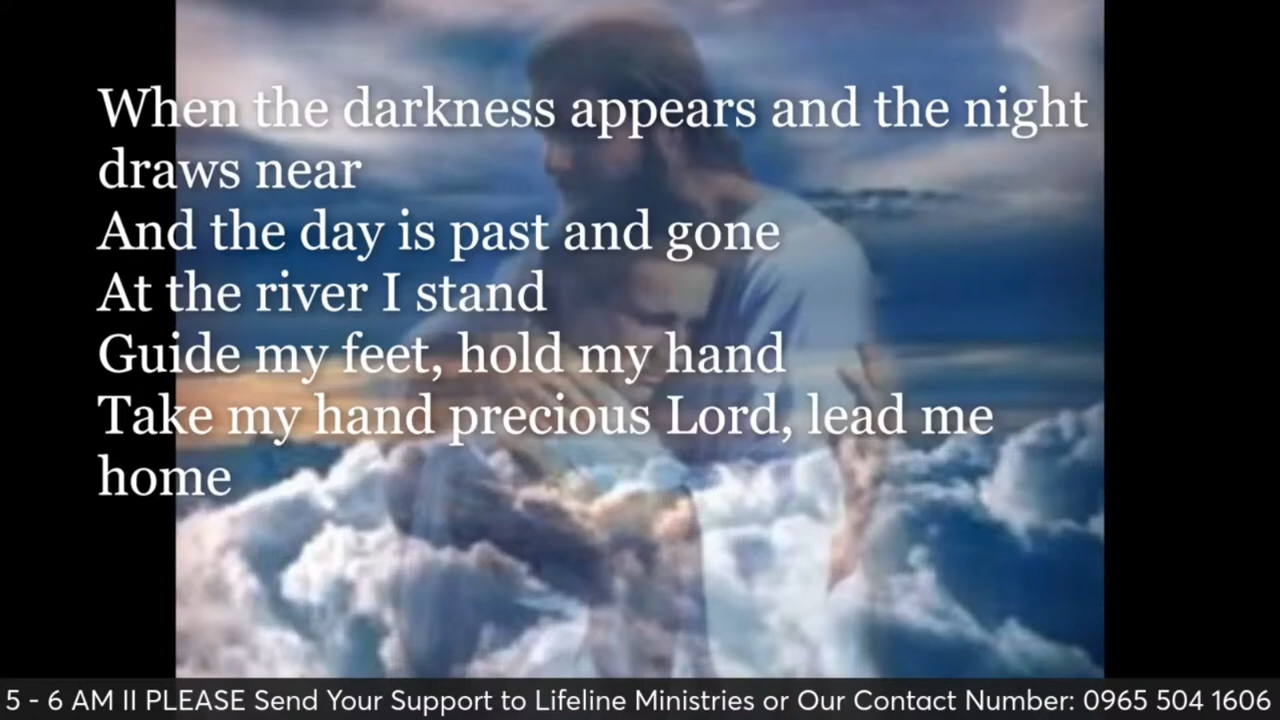 When the darkness appears and the night
draws near
And the day is past and gone
At the river I stand
Guide my feet, hold my hand
Take my hand precious Lord, lead me
home
5 - 6 AM II PLEASE Send Your Support to Lifeline Ministries or Our Contact Number: 0965 504 1606